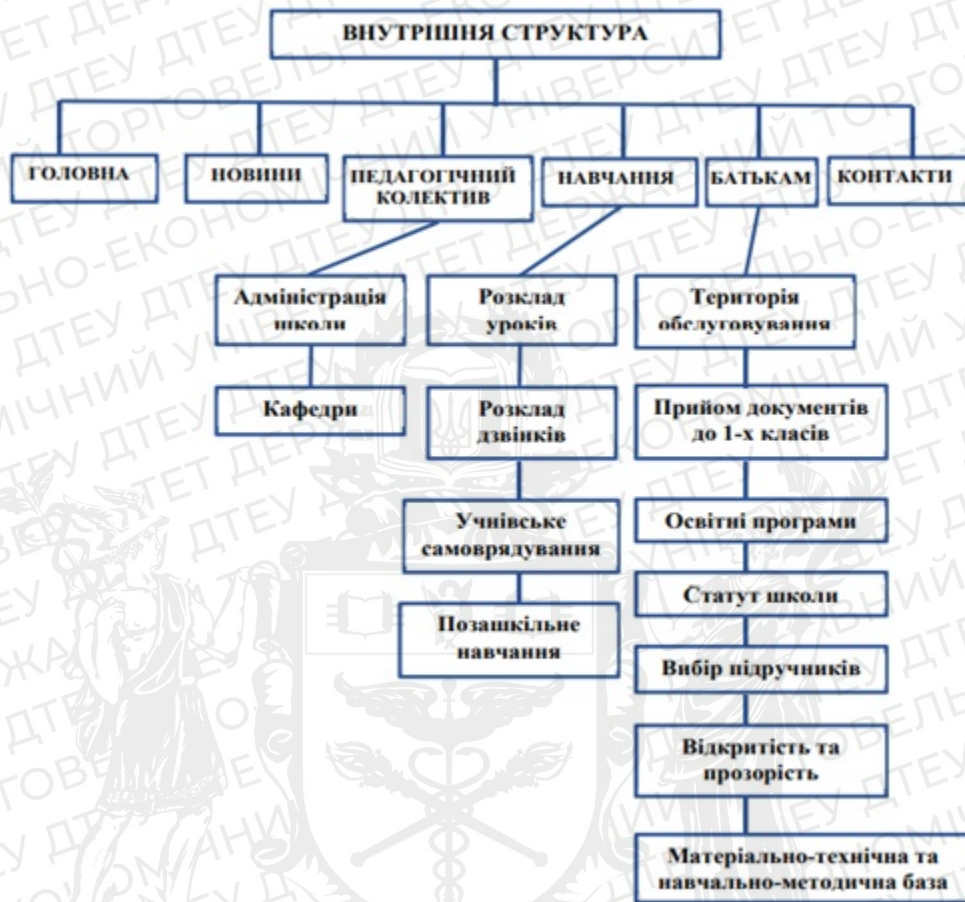 ВНУТРІШНЯ СТРУКТУРА
ГОЛОВНА
НОВИНИ
ПЕДАГОГІЧНИЙ
КОЛЕКТИВ
НАВЧАННЯ
БАТЬКАМ
КОНТАКТИ
Адміністрація
школи
Кафедри
Розклад
уроків
Розклад
дзвінків
Учнівське
самоврядування
Позашкільне
навчання
Територія
обслуговування
Прийом документів
до 1-х класів
Освітні програми
Статут школи
Вибір підручників
Відкритість та
прозорість
Матеріально-технічна та
навчально-методична база